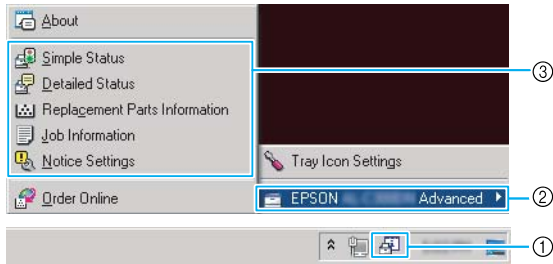 About
Simple Status
Detailed Status
Replacement Parts Information
Job Information
Notice Settings
Order Online
Tray Icon Settings
EPSON Advanced
③
②
①